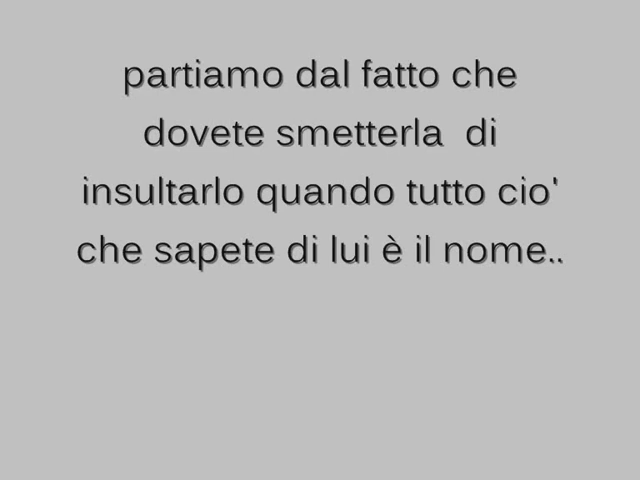 partiamo dal fatto che
dovete smetterla  di
insultarlo quando tutto cio'
che sapete di lui è il nome..